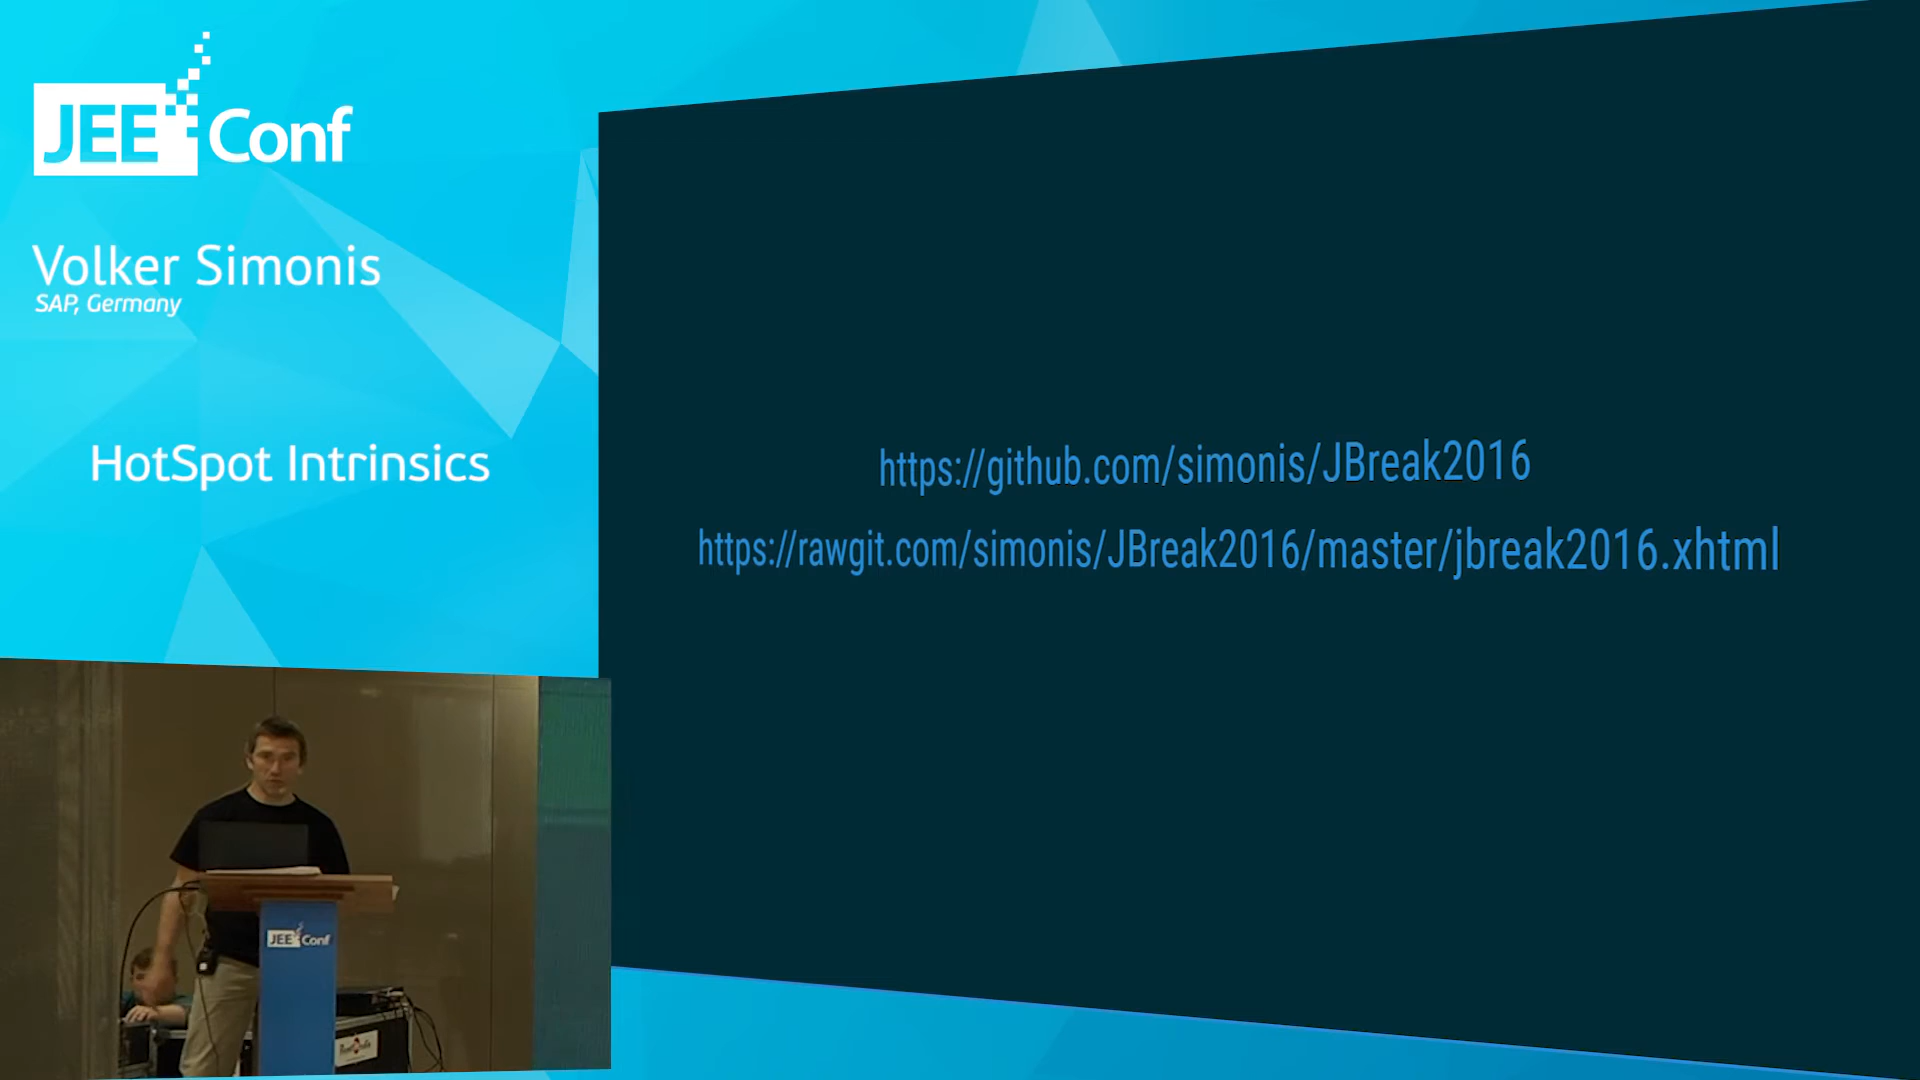 JEE Conf
Volker Simonis
SAP, Germany
HotSpot Intrinsics
https://github.com/simonis/JBreak2016
https://rawgit.com/simonis/JBreak2016/master/jbreak2016.xhtml
JEE Conf